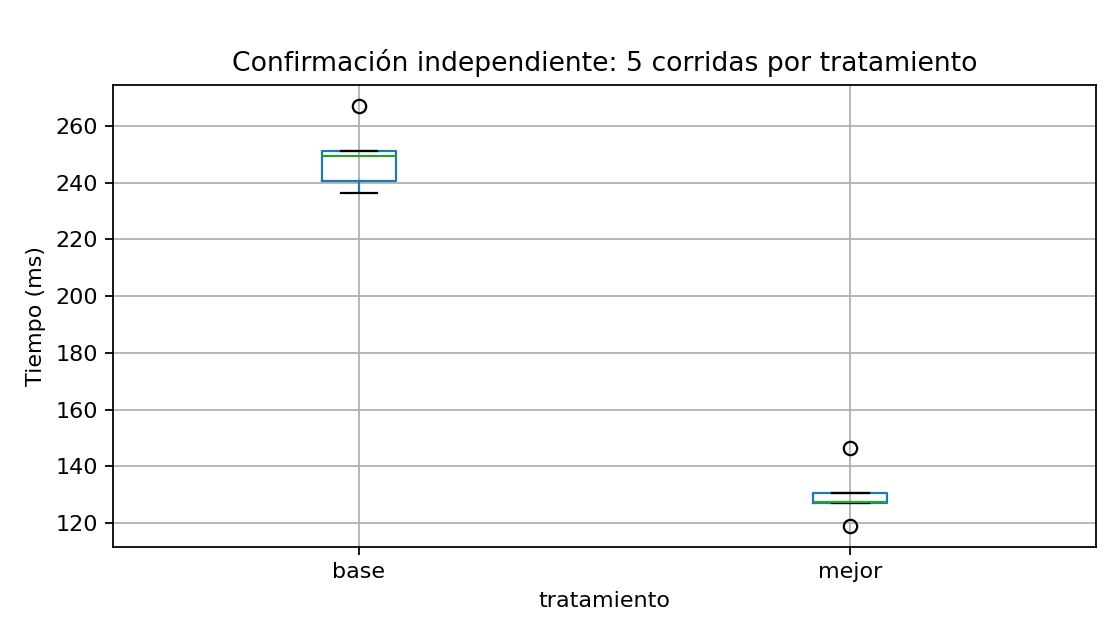 Confirmación independiente: 5 corridas por tratamiento
Tiempo (ms)
260
240
220
200
180
160
140
120
base
mejor
tratamiento